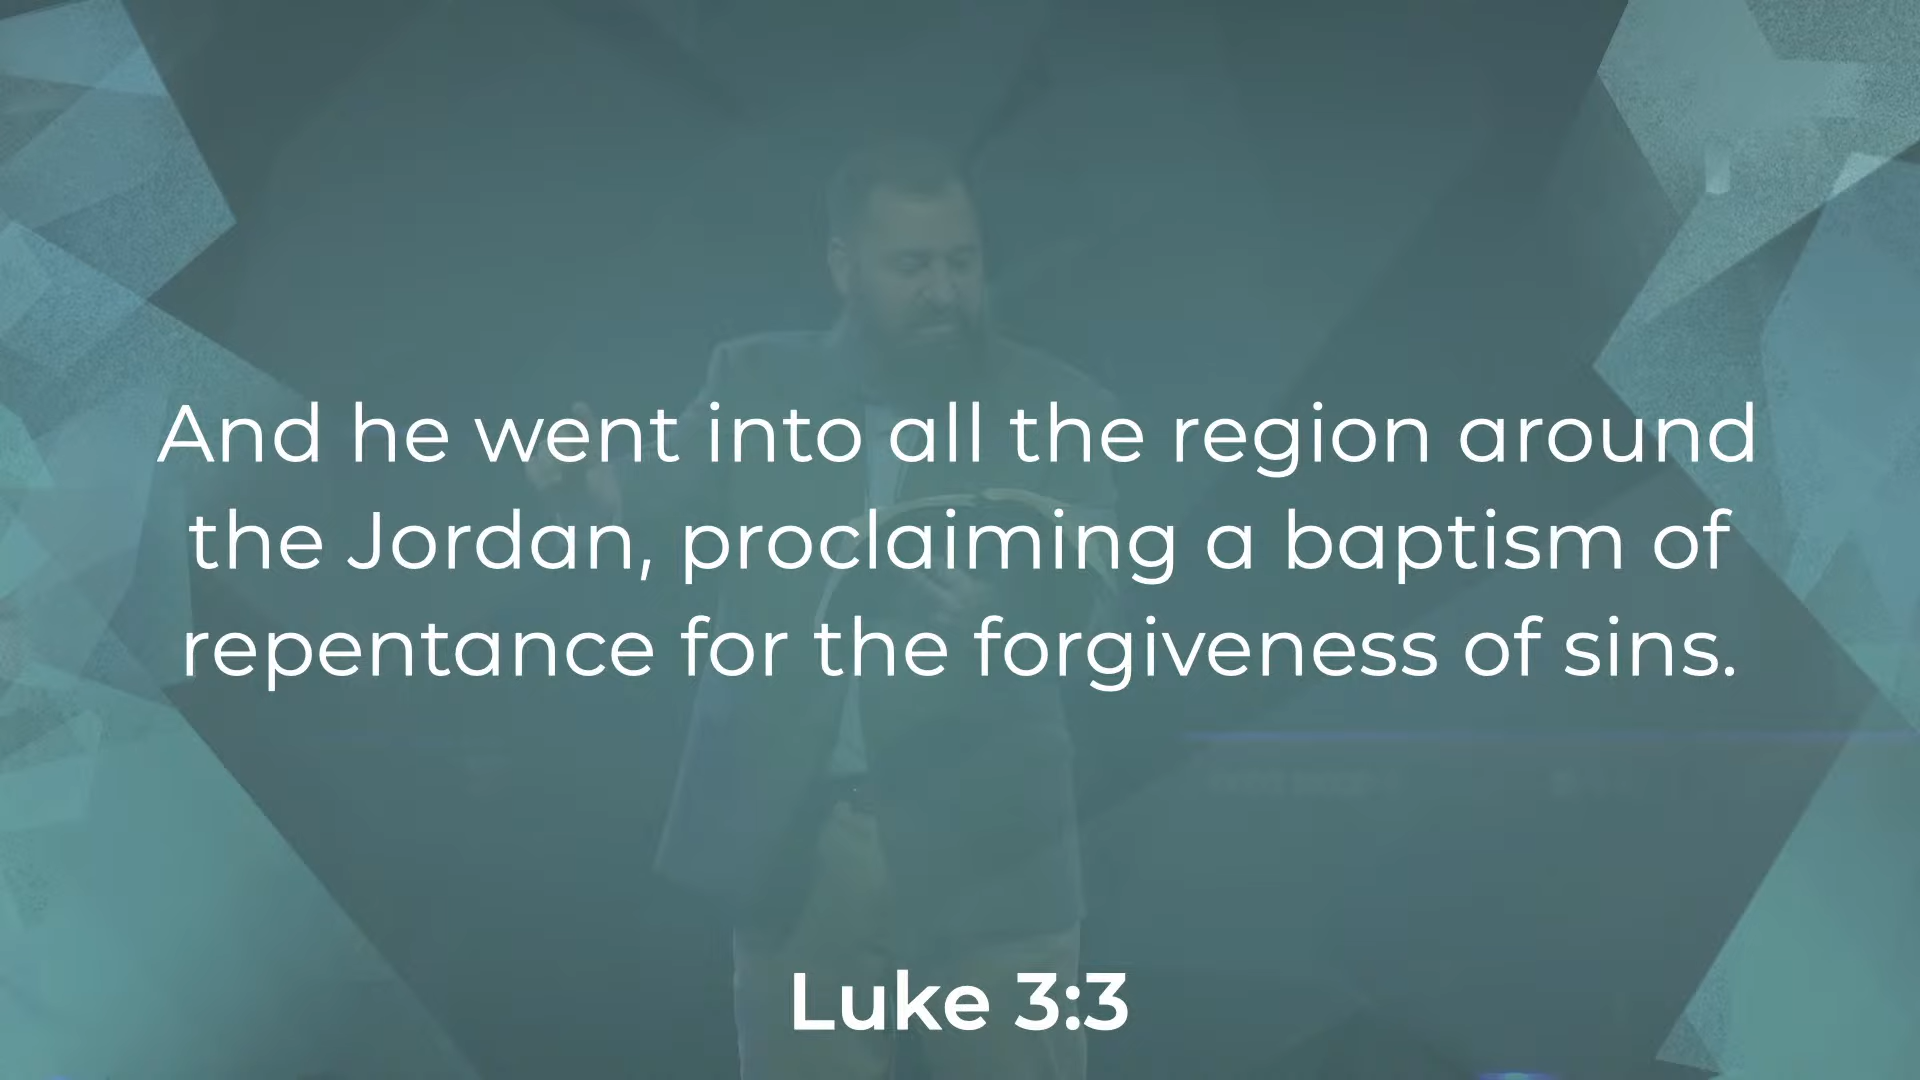 And he went into all the region around
the Jordan, proclaiming a baptism of
repentance for the forgiveness of sins.
Luke 3:3